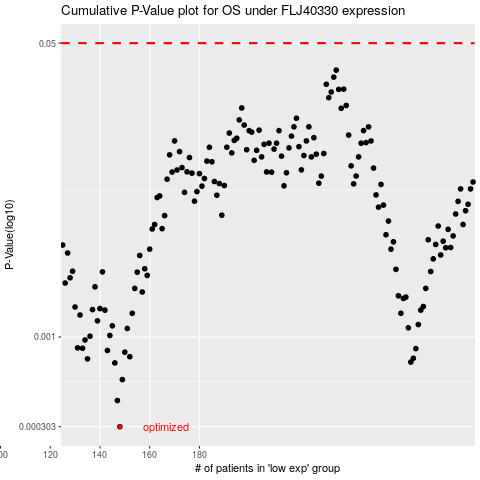 Cumulative P-Value plot for OS under FLJ40330 expression
P-Value(log10)
0.05
0.001
0.000303
optimized
00 120 140 160 180
# of patients in 'low exp' group